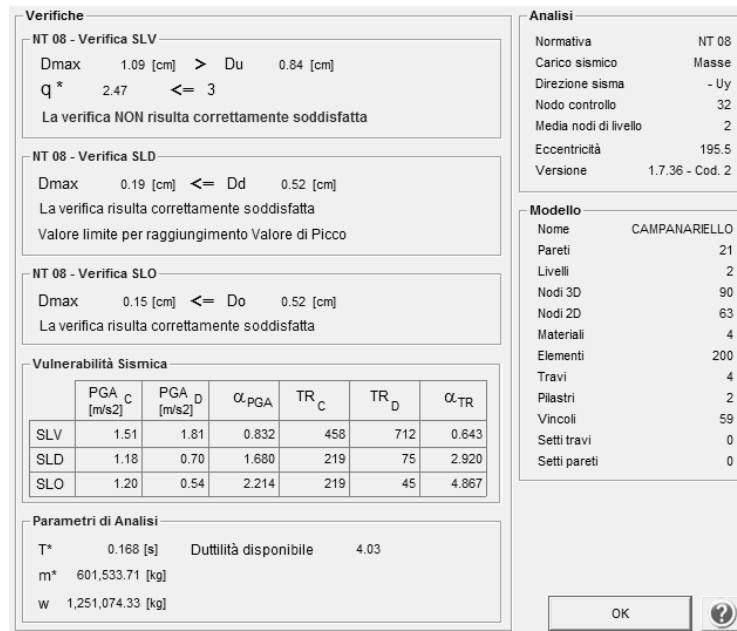 Verifiche
NT 08 - Verifica SLV
Dmax 1.09 [cm] > Du 0.84 [cm]
q * 2.47 <= 3
La verifica NON risulta correttamente soddisfatta
NT 08 - Verifica SLD
Dmax 0.19 [cm] <= Dd 0.52 [cm]
La verifica risulta correttamente soddisfatta
Valore limite per raggiungimento Valore di Picco
NT 08 - Verifica SLO
Dmax 0.15 [cm] <= Do 0.52 [cm]
La verifica risulta correttamente soddisfatta
Vulnerabilità Sismica
PGA C [m/s2] PGA D [m/s2] α PGA TR C TR D α TR
SLV 1.51 1.81 0.832 458 712 0.643
SLD 1.18 0.70 1.680 219 75 2.920
SLO 1.20 0.54 2.214 219 45 4.867
Parametri di Analisi
T* 0.168 [s] Duttilità disponibile 4.03
m* 601,533.71 [kg]
w 1,251,074.33 [kg]
Analisi
Normativa NT 08
Carico sismico Masse
Direzione sisma - Uy
Nodo controllo 32
Media nodi di livello 2
Eccentricità 195.5
Versione 1.7.36 - Cod. 2
Modello
Nome CAMPANARIELLO
Pareti 21
Livelli 2
Nodi 3D 90
Nodi 2D 63
Materiali 4
Elementi 200
Travi 4
Pilastri 2
Vincoli 59
Setti travi 0
Setti pareti 0
OK ?